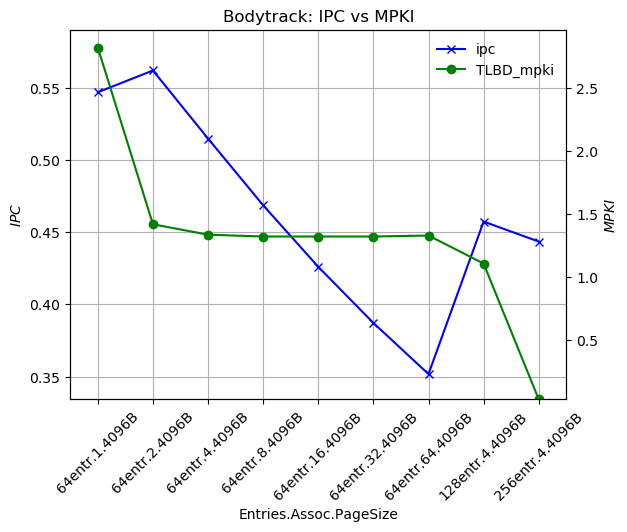 Bodytrack: IPC vs MPKI
ipc
TLBD_mpki
0.55
0.50
0.45
0.40
0.35
IPC
2.5
2.0
1.5
1.0
0.5
MPKI
64entr.1.4096B
64entr.2.4096B
64entr.4.4096B
64entr.8.4096B
64entr.16.4096B
64entr.32.4096B
64entr.64.4096B
128entr.4.4096B
256entr.4.4096B
Entries.Assoc.PageSize